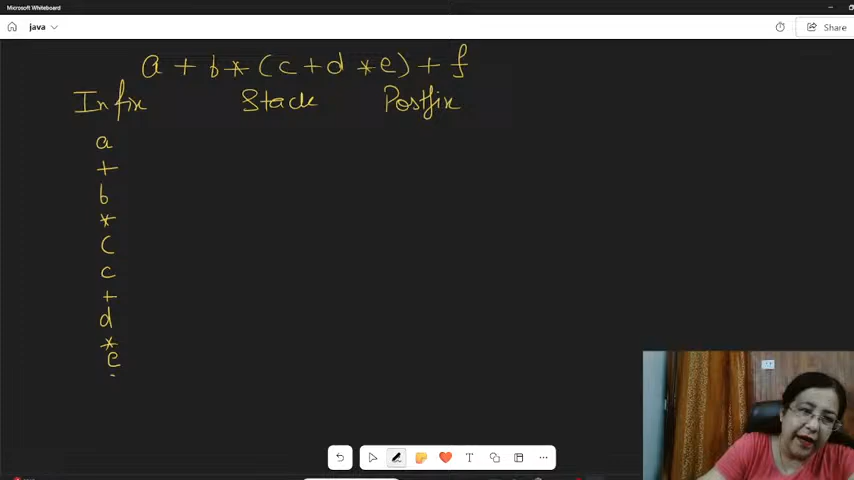 Microsoft Whiteboard
java
Share
a + b * (c + d * e) + f
Infix Stack Postfix
a
+
b
*
(
c
+
d
*
e